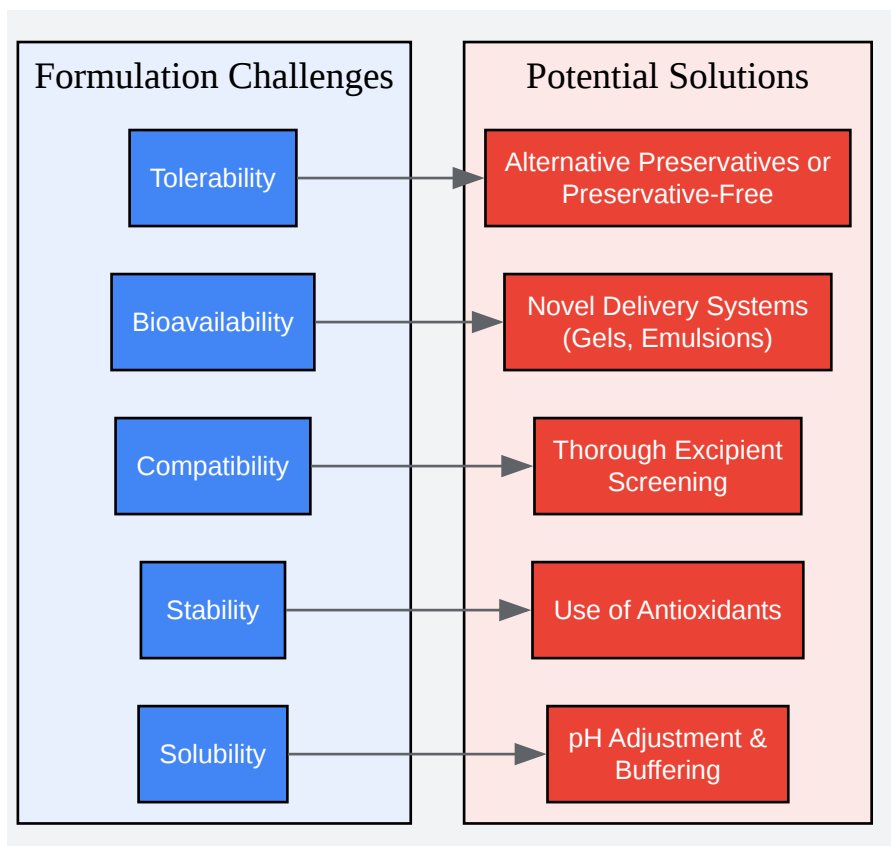 Formulation Challenges
Potential Solutions
Tolerability
Alternative Preservatives or
Preservative-Free
Bioavailability
Novel Delivery Systems
(Gels, Emulsions)
Compatibility
Thorough Excipient
Screening
Stability
Use of Antioxidants
Solubility
pH Adjustment &
Buffering